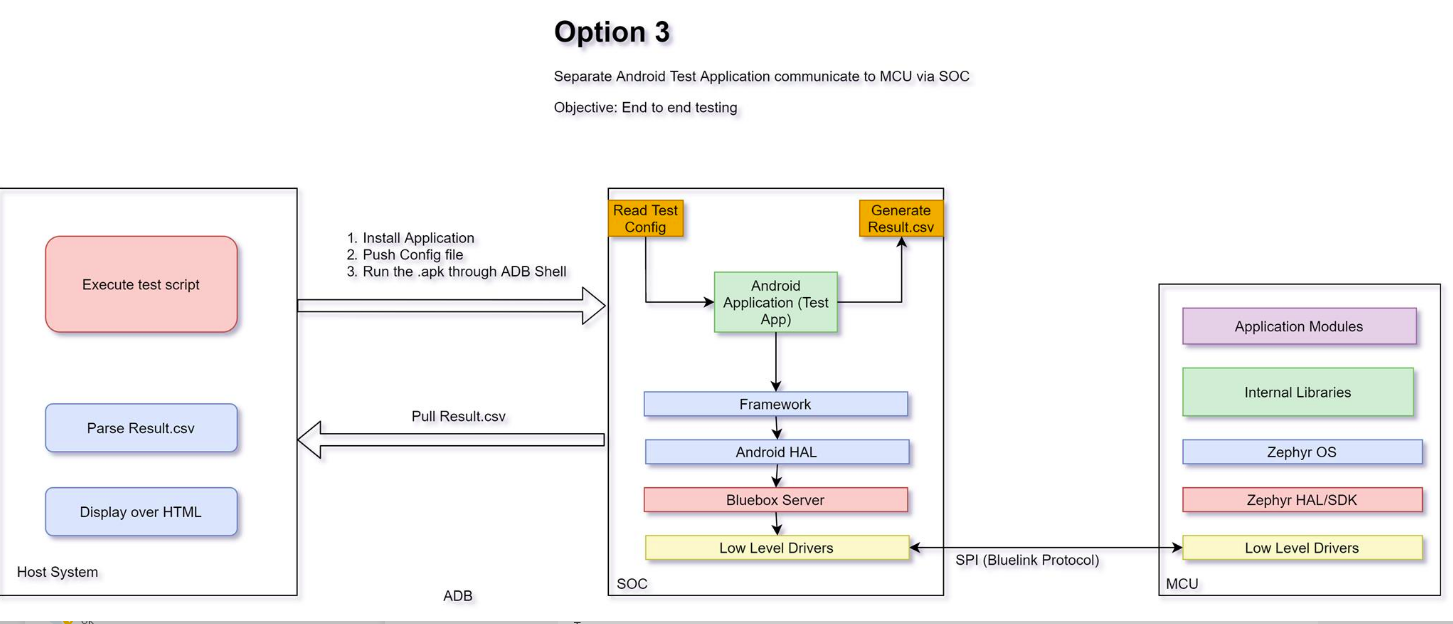 Option 3
Separate Android Test Application communicate to MCU via SOC
Objective: End to end testing
Execute test script
Parse Result.csv
Display over HTML
Host System
1. Install Application
2. Push Config file
3. Run the .apk through ADB Shell
Pull Result.csv
ADB
Read Test
Config
Generate
Result.csv
Android
Application (Test
App)
Framework
Android HAL
Bluebox Server
Low Level Drivers
SOC
SPI (Bluelink Protocol)
Application Modules
Internal Libraries
Zephyr OS
Zephyr HAL/SDK
Low Level Drivers
MCU